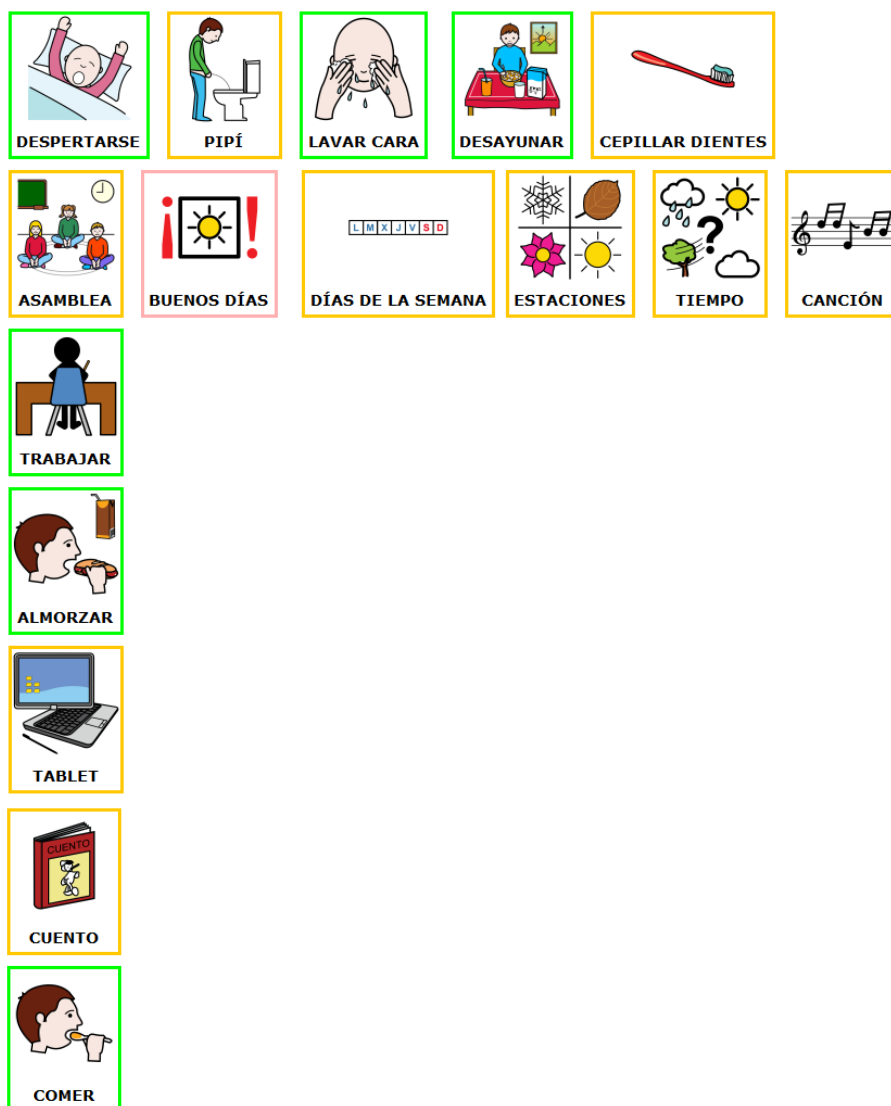 DESPERTARSE PIPÍ LAVAR CARA DESAYUNAR CEPILLAR DIENTES
L M X J V S D
ASAMBLEA BUENOS DÍAS DÍAS DE LA SEMANA ESTACIONES TIEMPO CANCIÓN
TRABAJAR
ALMORZAR
TABLET
CUENTO
CUENTO
COMER